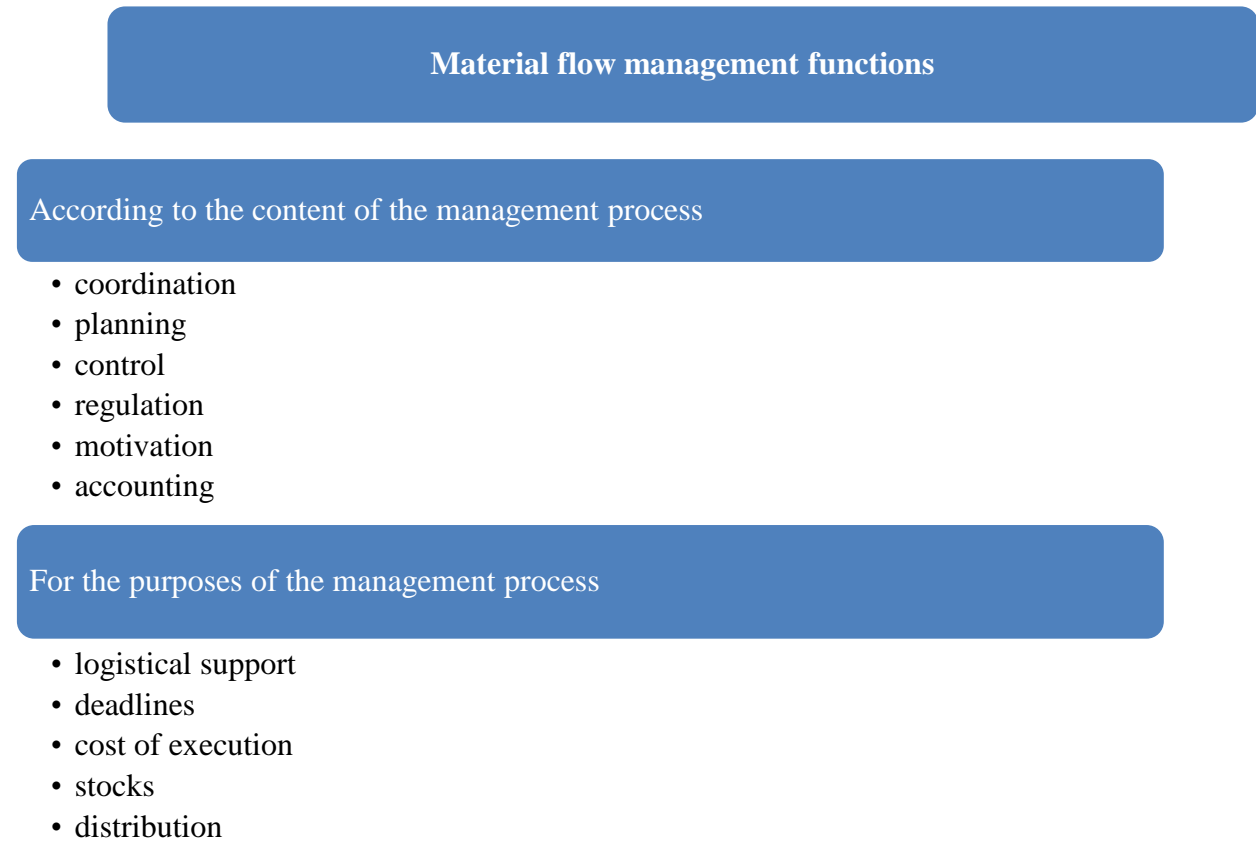 Material flow management functions
According to the content of the management process
• coordination
• planning
• control
• regulation
• motivation
• accounting
For the purposes of the management process
• logistical support
• deadlines
• cost of execution
• stocks
• distribution